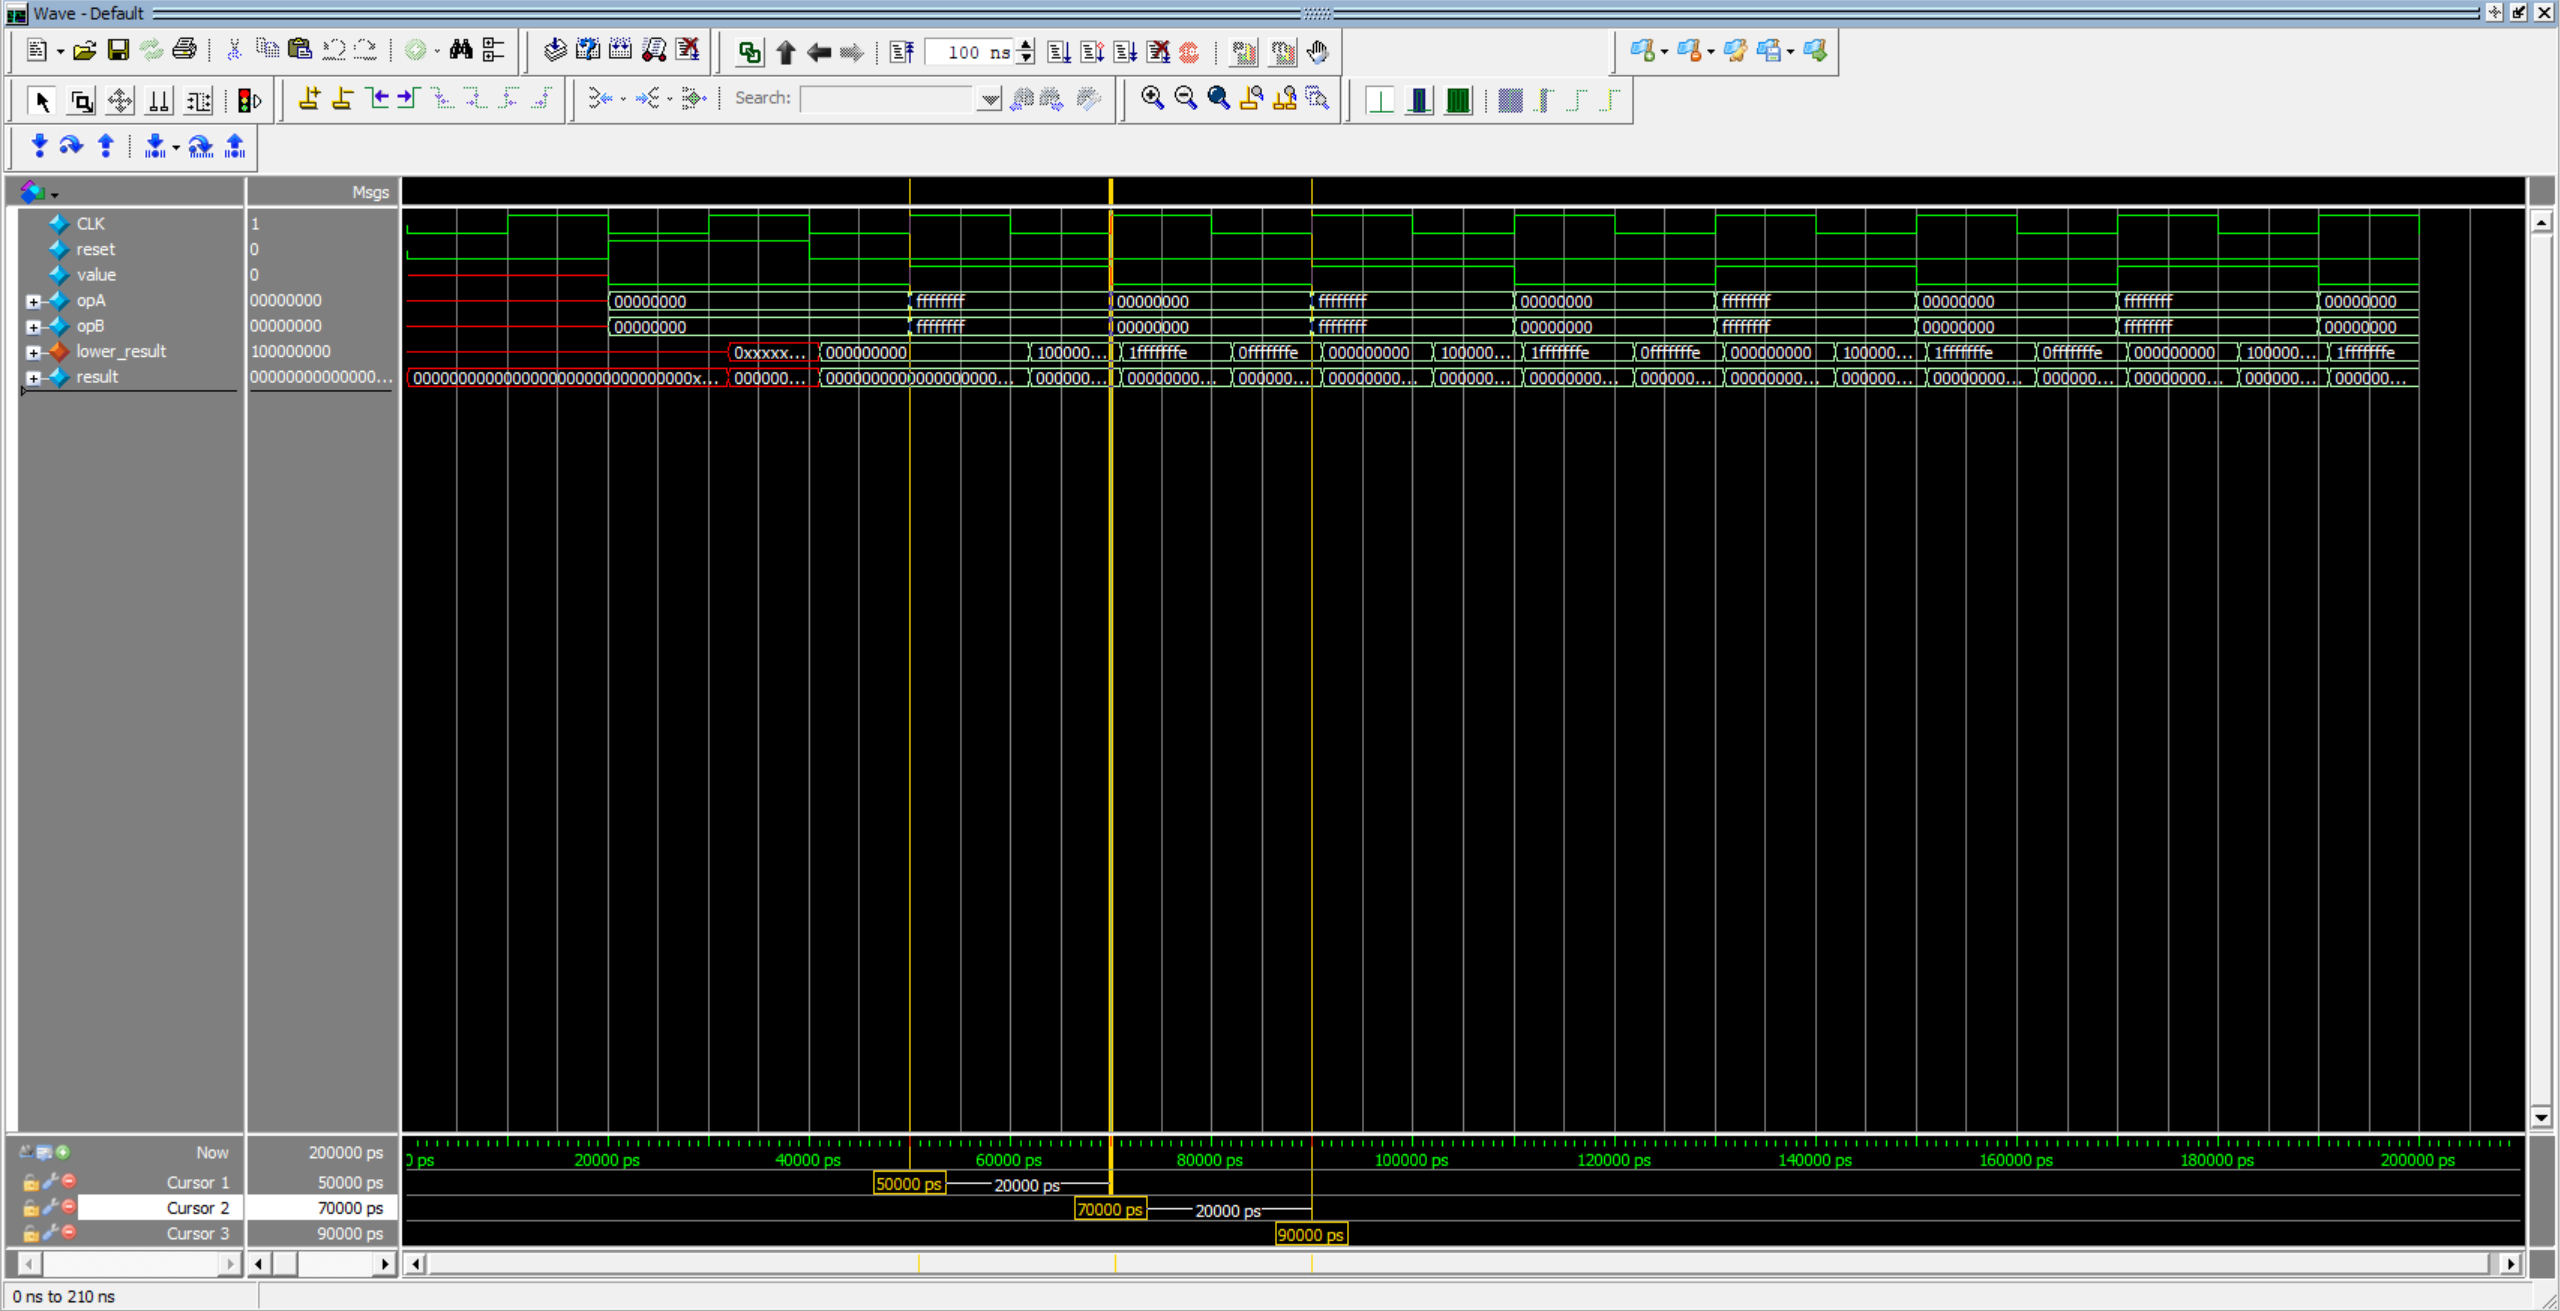 Wave - Default
100 ns
Search:
Msgs
CLK 1
reset 0
value 0
opA 00000000 00000000 ffffffff 00000000 ffffffff 00000000 ffffffff 00000000 ffffffff 00000000
opB 00000000 00000000 ffffffff 00000000 ffffffff 00000000 ffffffff 00000000 ffffffff 00000000
lower_result 100000000 0xxxxx... 000000000 100000... 1fffffffe 0fffffffe 000000000 100000... 1fffffffe 0fffffffe 000000000 100000... 1fffffffe 0fffffffe 000000000 100000... 1fffffffe
result 00000000000000... 00000000000000000000000000000000x... 000000... 000000000000000000000... 000000... 00000000... 000000... 00000000... 000000... 00000000... 000000... 00000000... 000000... 00000000... 000000... 00000000... 000000... 000000...
Now 200000 ps 0 ps 20000 ps 40000 ps 60000 ps 80000 ps 100000 ps 120000 ps 140000 ps 160000 ps 180000 ps 200000 ps
Cursor 1 50000 ps 50000 ps 20000 ps
Cursor 2 70000 ps 70000 ps 20000 ps
Cursor 3 90000 ps 90000 ps
0 ns to 210 ns